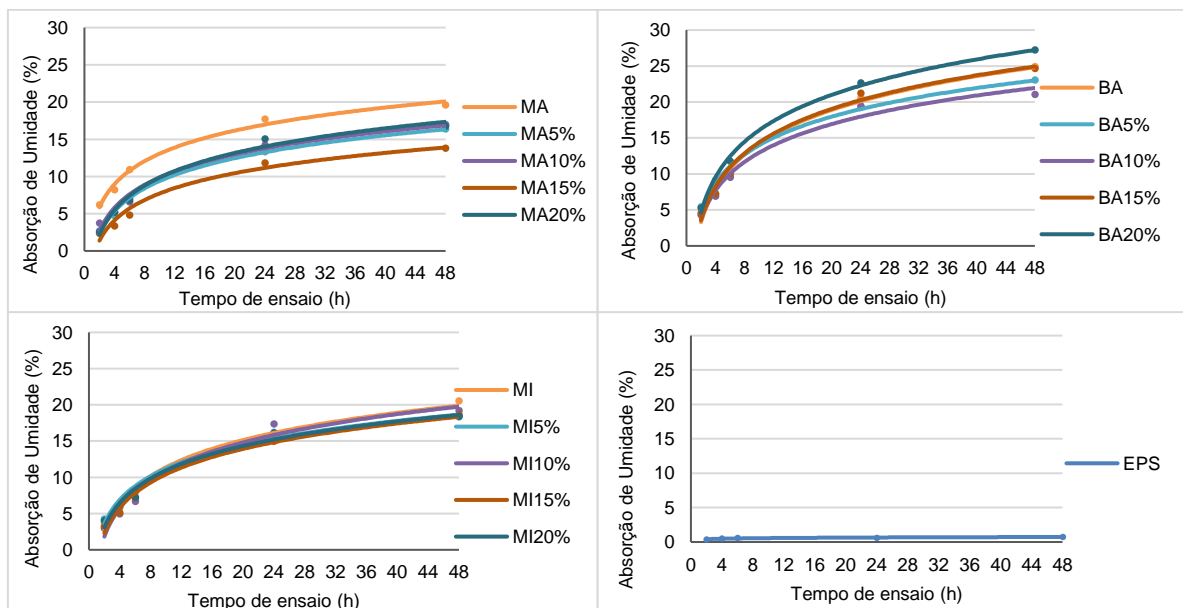 Absorção de Umidade (%)
30
25
20
15
10
5
0
0 4 8 12 16 20 24 28 32 36 40 44 48
Tempo de ensaio (h)
MA
MA5%
MA10%
MA15%
MA20%
Absorção de Umidade (%)
30
25
20
15
10
5
0
0 4 8 12 16 20 24 28 32 36 40 44 48
Tempo de ensaio (h)
BA
BA5%
BA10%
BA15%
BA20%
Absorção de Umidade (%)
30
25
20
15
10
5
0
0 4 8 12 16 20 24 28 32 36 40 44 48
Tempo de ensaio (h)
MI
MI5%
MI10%
MI15%
MI20%
Absorção de Umidade (%)
30
25
20
15
10
5
0
0 4 8 12 16 20 24 28 32 36 40 44 48
Tempo de ensaio (h)
EPS